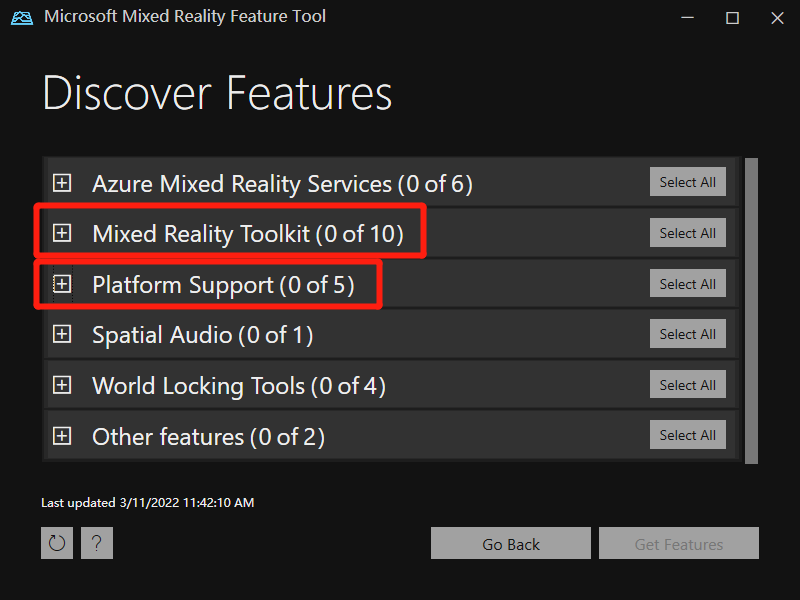 Microsoft Mixed Reality Feature Tool
Discover Features
Azure Mixed Reality Services (0 of 6)
Select All
Mixed Reality Toolkit (0 of 10)
Select All
Platform Support (0 of 5)
Select All
Spatial Audio (0 of 1)
Select All
World Locking Tools (0 of 4)
Select All
Other features (0 of 2)
Select All
Last updated 3/11/2022 11:42:10 AM
?
Go Back
Get Features